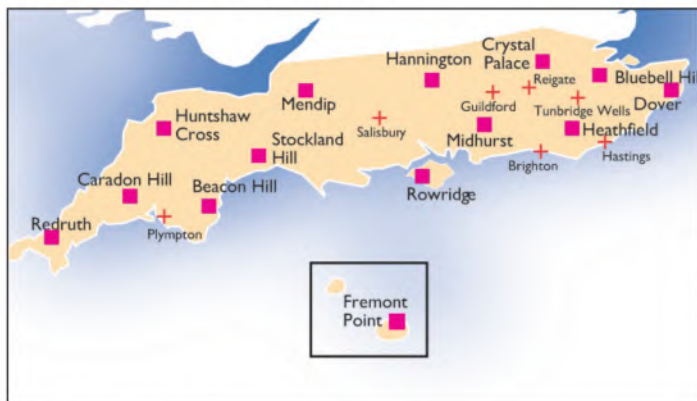 Crystal
Palace
Hannington
Reigate
Bluebell Hill
Mendip
Guildford
Tunbridge Wells
Dover
Huntshaw
Cross
Salisbury
Midhurst
Heathfield
Stockland
Hill
Brighton
Hastings
Caradon Hill
Beacon Hill
Rowridge
Redruth
Plympton
Fremont
Point